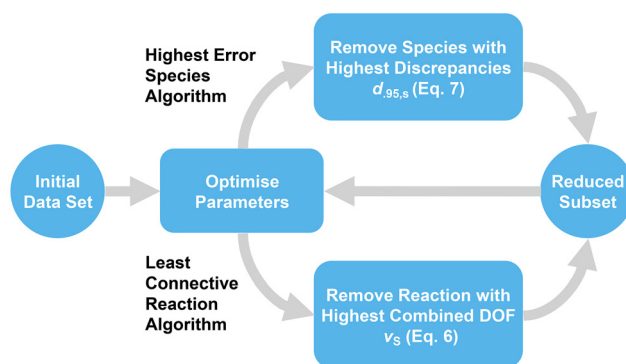 Highest Error
Species
Algorithm
Remove Species with
Highest Discrepancies
d.95,s (Eq. 7)
Initial
Data Set
Optimise
Parameters
Reduced
Subset
Least
Connective
Reaction
Algorithm
Remove Reaction with
Highest Combined DOF
vS (Eq. 6)